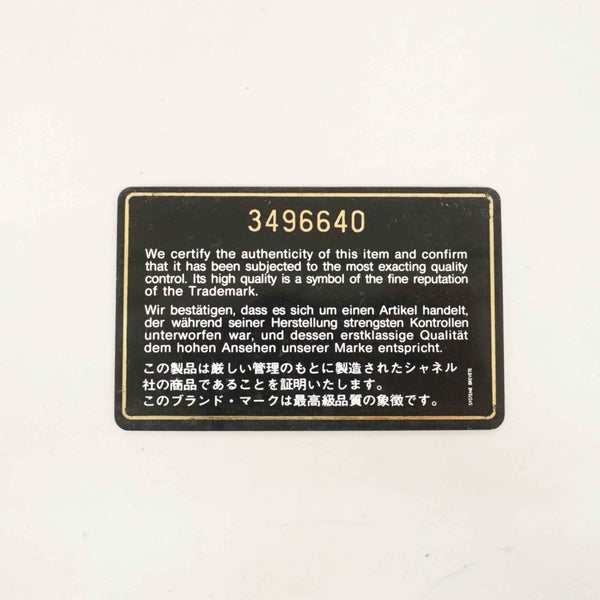 3496640
We certify the authenticity of this item and confirm
that it has been subjected to the most exacting quality
control. Its high quality is a symbol of the fine reputation
of the Trademark.
Wir bestätigen, dass es sich um einen Artikel handelt,
der während seiner Herstellung strengsten Kontrollen
unterworfen war, und dessen erstklassige Qualität
dem hohen Ansehen unserer Marke entspricht.
この製品は厳しい管理のもとに製造されたシャネル
社の商品であることを証明いたします。
このブランド・マークは最高級品質の象徴です。
SYSTEME BREVETE